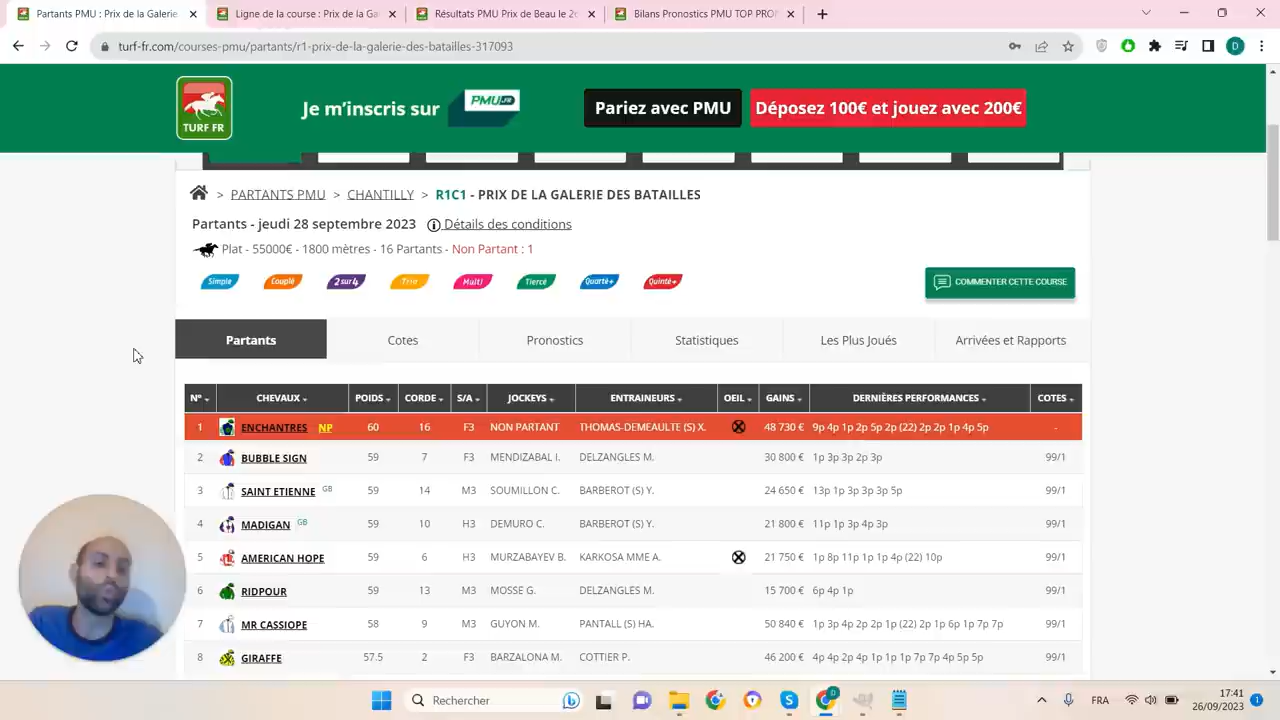 Partants PMU : Prix de la Galerie
Ligne de la course : Prix de la Ga
Résultats PMU Prix de Beau le 2
Bilans Pronostics PMU TOP PRO
turf-fr.com/courses-pmu/partants/r1-prix-de-la-galerie-des-batailles-317093
D
TURF FR
Je m'inscris sur
PMU.FR
Pariez avec PMU
Déposez 100€ et jouez avec 200€
> PARTANTS PMU > CHANTILLY > R1C1 - PRIX DE LA GALERIE DES BATAILLES
Partants - jeudi 28 septembre 2023 Détails des conditions
Plat - 55000€ - 1800 mètres - 16 Partants - Non Partant : 1
Simple Couplé 2 sur 4 Trio Multi Tiercé Quarté+ Quinté+
COMMENTER CETTE COURSE
Partants Cotes Pronostics Statistiques Les Plus Joués Arrivées et Rapports
N° CHEVAUX POIDS CORDE S/A JOCKEYS ENTRAINEURS OEIL GAINS DERNIÈRES PERFORMANCES COTES
1 ENCHANTRES NP 60 16 F3 NON PARTANT THOMAS-DEMEAULTE (S) X. 48 730 € 9p 4p 1p 2p 5p 2p (22) 2p 2p 1p 4p 5p -
2 BUBBLE SIGN 59 7 F3 MENDIZABAL I. DELZANGLES M. 30 800 € 1p 3p 3p 2p 3p 99/1
3 SAINT ETIENNE GB 59 14 M3 SOUMILLON C. BARBEROT (S) Y. 24 650 € 13p 1p 3p 3p 3p 5p 99/1
4 MADIGAN GB 59 10 H3 DEMURO C. BARBEROT (S) Y. 21 800 € 11p 1p 3p 4p 3p 99/1
5 AMERICAN HOPE 59 6 H3 MURZABAYEV B. KARKOSA MME A. 21 750 € 1p 8p 11p 1p 1p 4p (22) 10p 99/1
6 RIDPOUR 59 13 M3 MOSSE G. DELZANGLES M. 15 700 € 6p 4p 1p 99/1
7 MR CASSIOPE 58 9 M3 GUYON M. PANTALL (S) HA. 50 840 € 1p 3p 4p 2p 2p 1p (22) 2p 1p 6p 1p 7p 7p 99/1
8 GIRAFFE 57.5 2 F3 BARZALONA M. COTTIER P. 46 200 € 4p 4p 2p 4p 1p 1p 1p 7p 7p 4p 5p 5p 99/1
Rechercher
FRA
17:41
26/09/2023